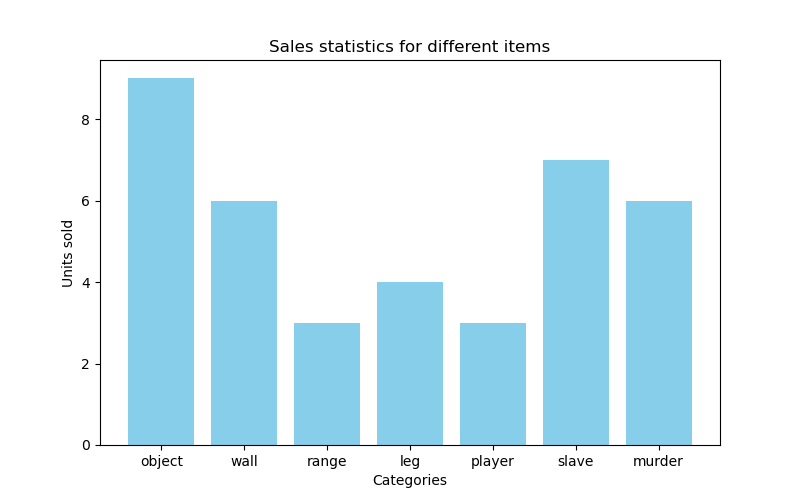 Sales statistics for different items
Units sold
8
6
4
2
0
object wall range leg player slave murder
Categories